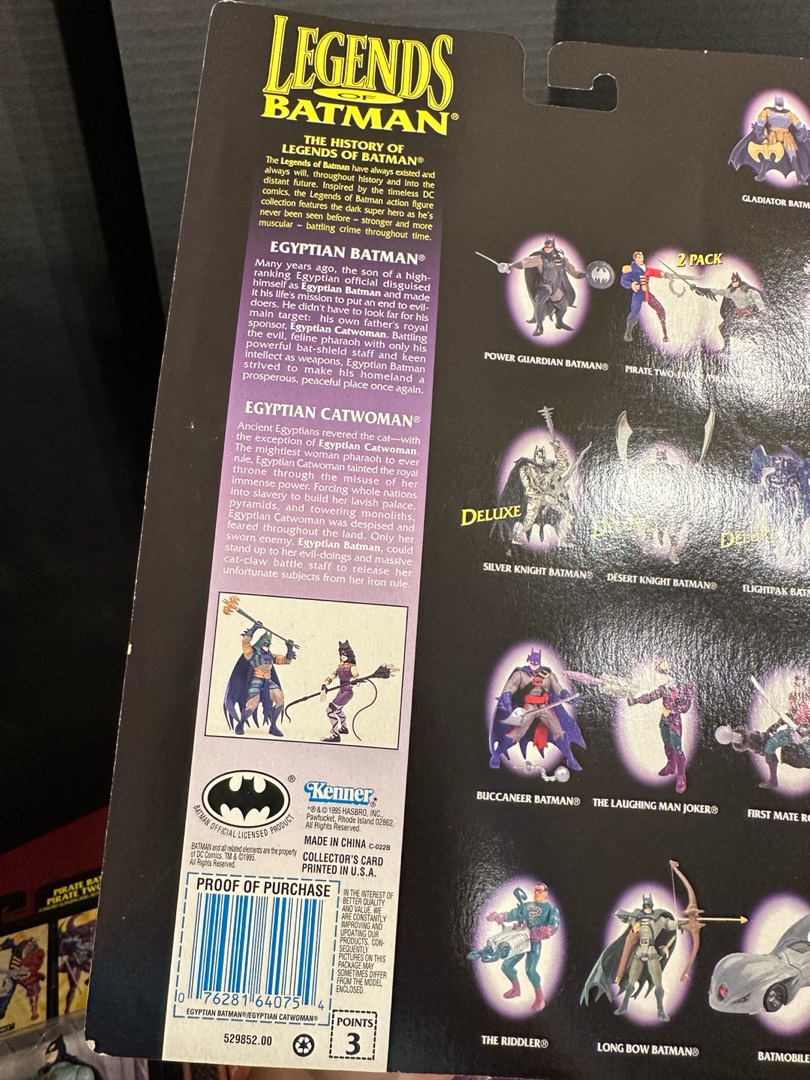 LEGENDS
OF
BATMAN®
THE HISTORY OF
LEGENDS OF BATMAN®
The Legends of Batman have always existed and
always will, throughout history and into the
distant future. Inspired by the timeless DC
comics, the Legends of Batman action figure
collection features the dark super hero as he's
never been seen before – stronger and more
muscular – battling crime throughout time.
EGYPTIAN BATMAN®
Many years ago, the son of a high-
ranking Egyptian official disguised
himself as Egyptian Batman and made
it his life's mission to put an end to evil-
doers. He didn't have to look far for his
main target: his own father's royal
sponsor, Egyptian Catwoman. Battling
the evil, feline pharaoh with only his
powerful bat-shield staff and keen
intellect as weapons, Egyptian Batman
strived to make his homeland a
prosperous, peaceful place once again.
EGYPTIAN CATWOMAN®
Ancient Egyptians revered the cat—with
the exception of Egyptian Catwoman.
The mightiest woman pharaoh to ever
rule, Egyptian Catwoman tainted the royal
throne through the misuse of her
immense power. Forcing whole nations
into slavery to build her lavish palace,
pyramids, and towering monoliths,
Egyptian Catwoman was despised and
feared throughout the land. Only her
sworn enemy, Egyptian Batman, could
stand up to her evil-doings and massive
cat-claw battle staff to release her
unfortunate subjects from her iron rule.
®
BATMAN OFFICIAL LICENSED PRODUCT
BATMAN and all related elements are the property
of DC Comics. TM & ©1995.
All Rights Reserved.
Kenner®
®& © 1995 HASBRO, INC.,
Pawtucket, Rhode Island 02862.
All Rights Reserved.
MADE IN CHINA C-022B
COLLECTOR'S CARD
PRINTED IN U.S.A.
PROOF OF PURCHASE
0 76281 64075 4
EGYPTIAN BATMAN®/EGYPTIAN CATWOMAN®
IN THE INTEREST OF
BETTER QUALITY
AND VALUE, WE
ARE CONSTANTLY
IMPROVING AND
UPDATING OUR
PRODUCTS. CON-
SEQUENTLY
PICTURES ON THIS
PACKAGE MAY
SOMETIMES DIFFER
FROM THE MODEL
ENCLOSED.
529852.00
POINTS
3
GLADIATOR BATM
2 PACK
POWER GUARDIAN BATMAN®
PIRATE TWO-FACE
DELUXE
SILVER KNIGHT BATMAN®
DESERT KNIGHT BATMAN®
FLIGHTPAK BAT
BUCCANEER BATMAN®
THE LAUGHING MAN JOKER®
FIRST MATE RO
THE RIDDLER®
LONG BOW BATMAN®
BATMOBILE
PIRATE BA
PIRATE TWO